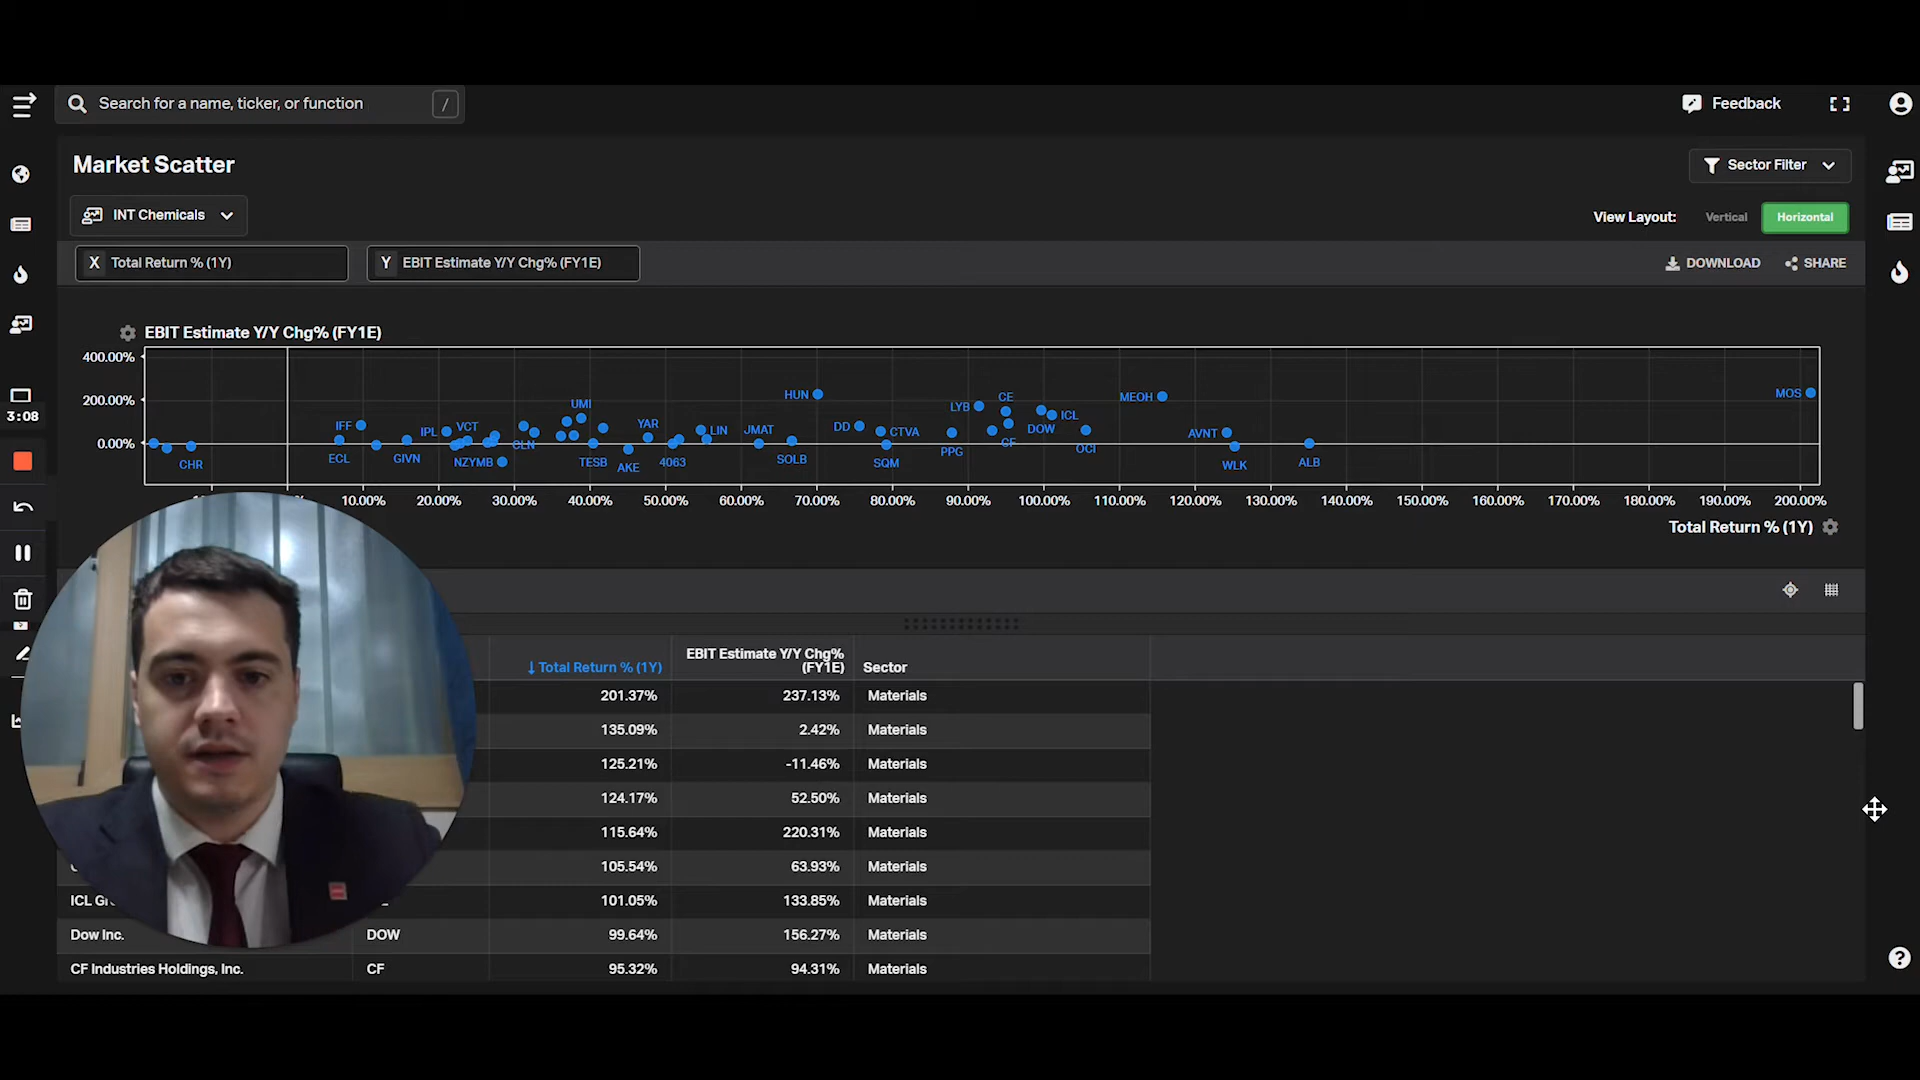 Search for a name, ticker, or function /
Feedback
Market Scatter
Sector Filter
INT Chemicals
View Layout: Vertical Horizontal
X Total Return % (1Y)
Y EBIT Estimate Y/Y Chg% (FY1E)
DOWNLOAD SHARE
EBIT Estimate Y/Y Chg% (FY1E)
400.00%
200.00%
0.00%
3:08
CHR
IFF
ECL
GIVN
IPL
VCT
NZYMB
CLN
UMI
TESB
AKE
YAR
4063
LIN
JMAT
HUN
SOLB
DD
CTVA
SQM
LYB
PPG
CE
CF
DOW
ICL
OCI
MEOH
AVNT
WLK
ALB
MOS
10.00% 20.00% 30.00% 40.00% 50.00% 60.00% 70.00% 80.00% 90.00% 100.00% 110.00% 120.00% 130.00% 140.00% 150.00% 160.00% 170.00% 180.00% 190.00% 200.00%
Total Return % (1Y)
↓ Total Return % (1Y) EBIT Estimate Y/Y Chg% (FY1E) Sector
201.37% 237.13% Materials
135.09% 2.42% Materials
125.21% -11.46% Materials
124.17% 52.50% Materials
115.64% 220.31% Materials
105.54% 63.93% Materials
ICL 101.05% 133.85% Materials
Dow Inc. DOW 99.64% 156.27% Materials
CF Industries Holdings, Inc. CF 95.32% 94.31% Materials